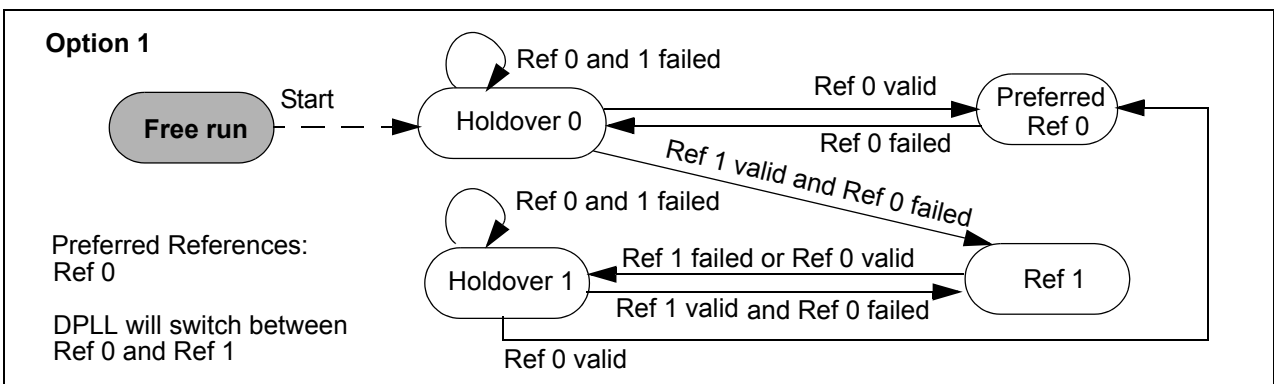 Option 1
Ref 0 and 1 failed
Start
Free run
Holdover 0
Ref 0 valid
Ref 0 failed
Preferred
Ref 0
Ref 1 valid and Ref 0 failed
Ref 0 and 1 failed
Preferred References:
Ref 0
Holdover 1
Ref 1 failed or Ref 0 valid
Ref 1 valid and Ref 0 failed
Ref 1
DPLL will switch between
Ref 0 and Ref 1
Ref 0 valid